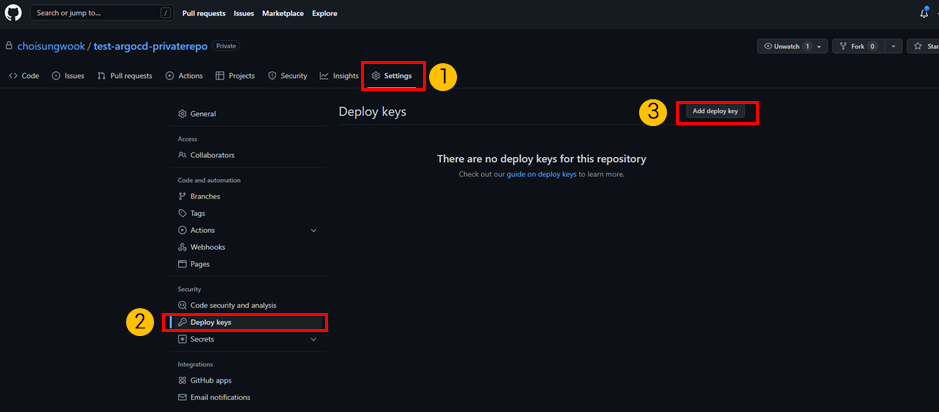 Search or jump to... /
Pull requests Issues Marketplace Explore
choisungwook / test-argocd-privaterepo Private
Unwatch 1 Fork 0 Star
Code Issues Pull requests Actions Projects Security Insights Settings
1
General
Access
Collaborators
Code and automation
Branches
Tags
Actions
Webhooks
Pages
Security
Code security and analysis
2
Deploy keys
Secrets
Integrations
GitHub apps
Email notifications
Deploy keys
3
Add deploy key
There are no deploy keys for this repository
Check out our guide on deploy keys to learn more.